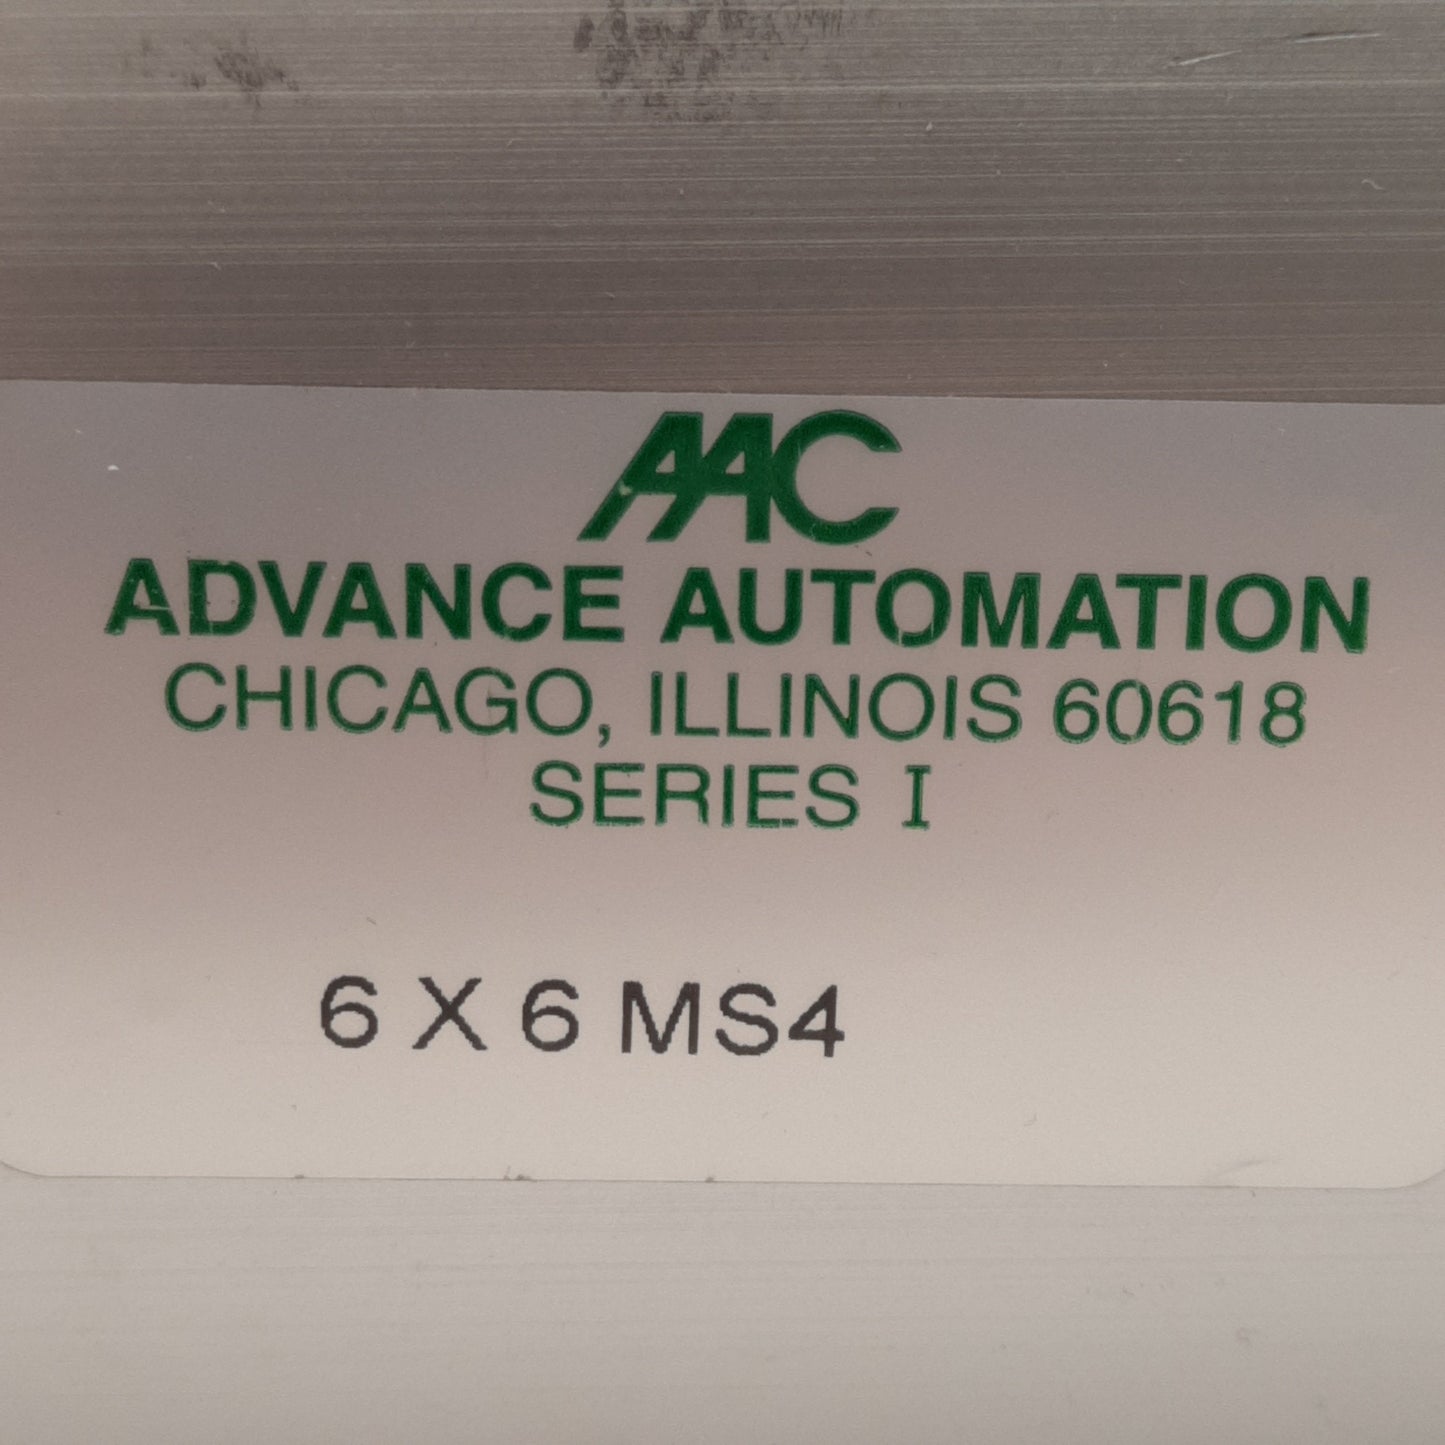 AAC
ADVANCE AUTOMATION
CHICAGO, ILLINOIS 60618
SERIES I
6 X 6 MS4